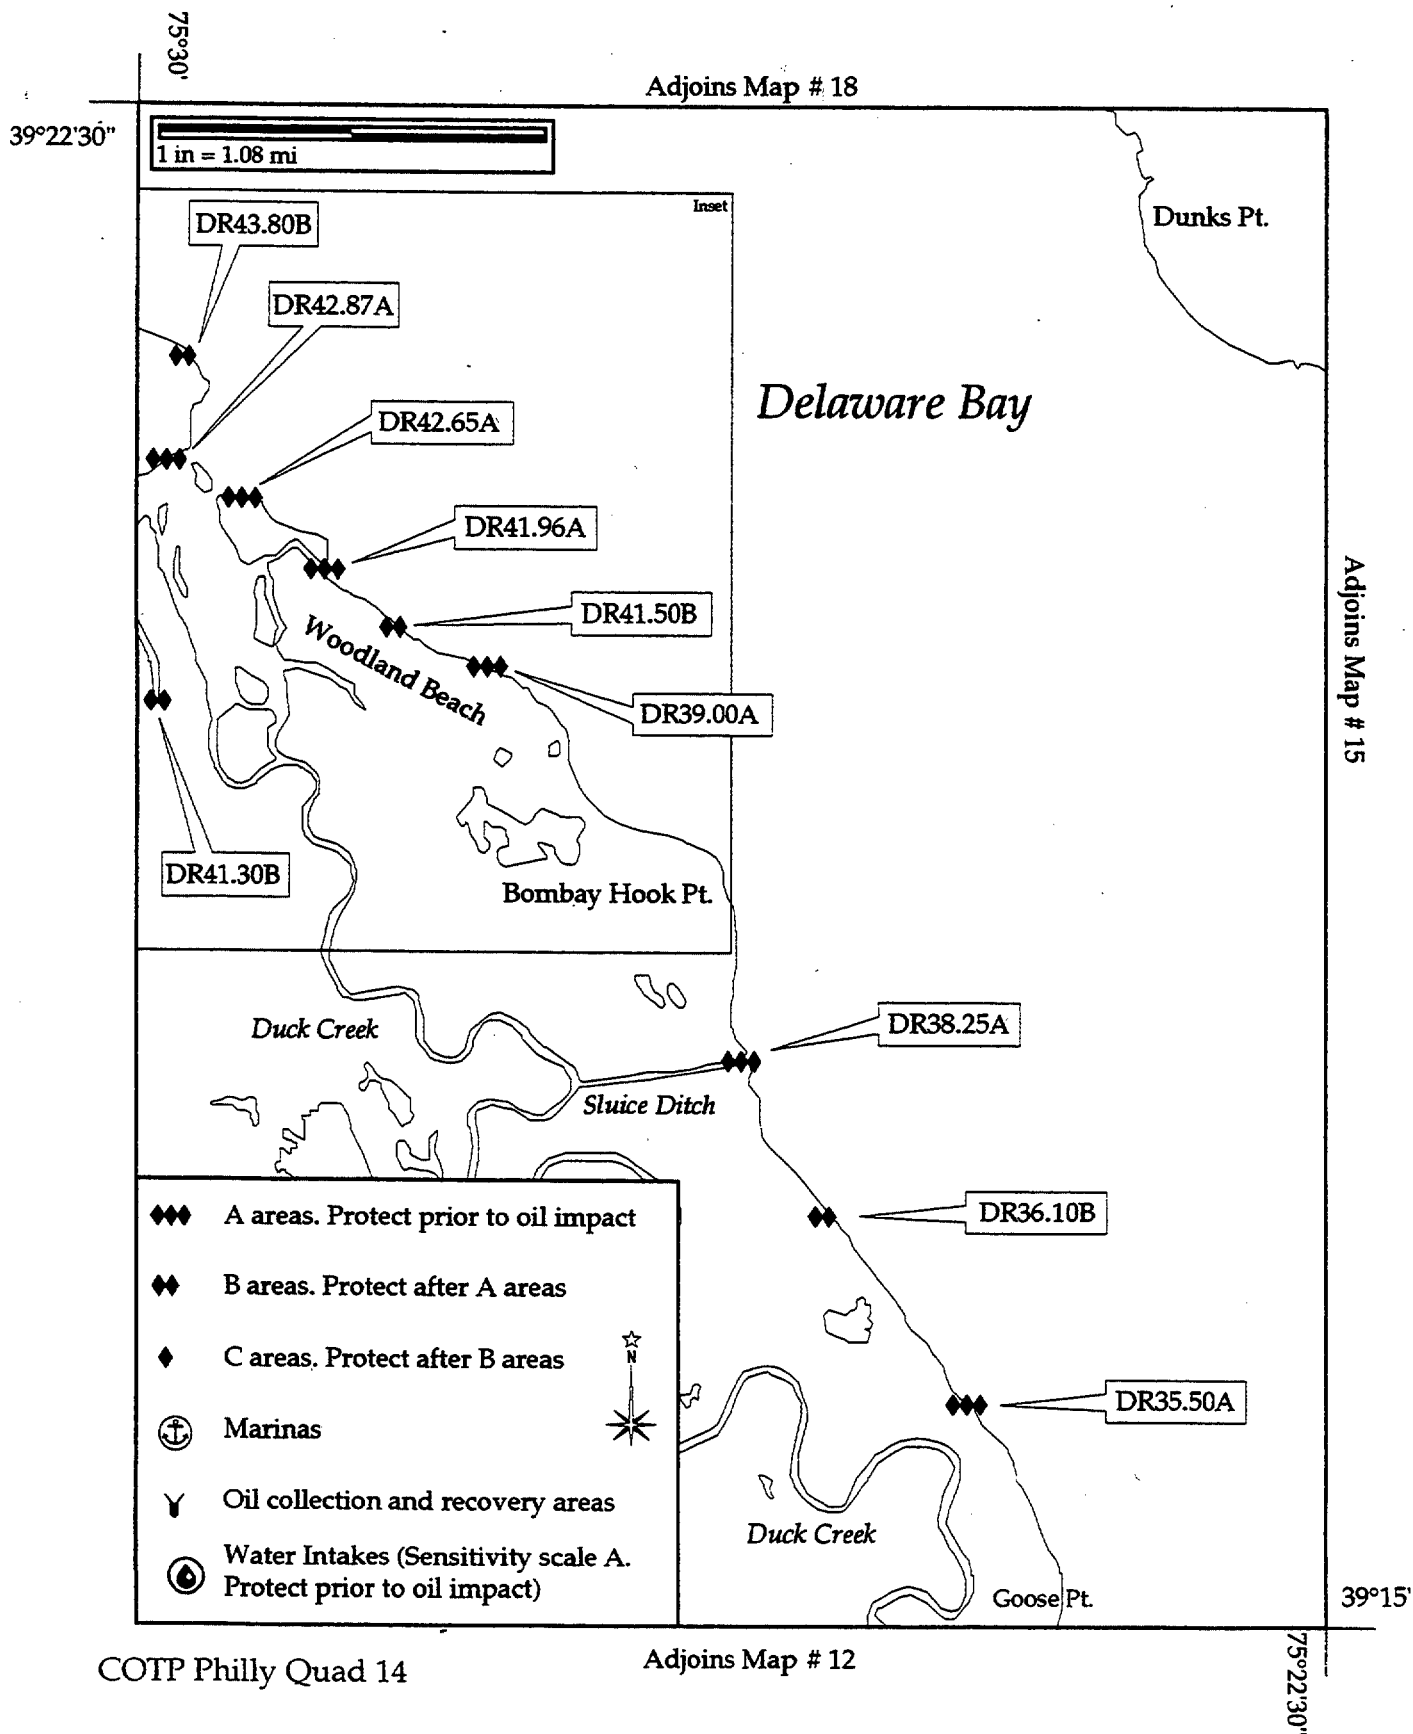 75°30'
Adjoins Map # 18
39°22'30"
1 in = 1.08 mi
Inset
DR43.80B
Dunks Pt.
DR42.87A
Delaware Bay
DR42.65A
DR41.96A
DR41.50B
Woodland Beach
DR39.00A
Adjoins Map # 15
DR41.30B
Bombay Hook Pt.
Duck Creek
DR38.25A
Sluice Ditch
A areas. Protect prior to oil impact
DR36.10B
B areas. Protect after A areas
C areas. Protect after B areas
N
DR35.50A
Marinas
Oil collection and recovery areas
Duck Creek
Water Intakes (Sensitivity scale A.
Protect prior to oil impact)
Goose Pt.
39°15'
COTP Philly Quad 14
Adjoins Map # 12
75°22'30"